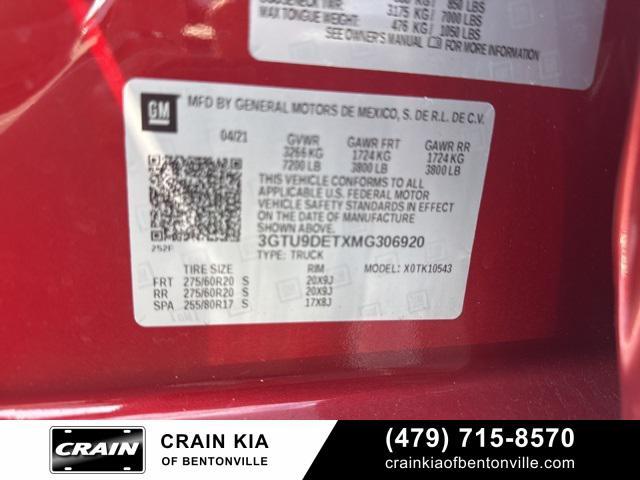 850 LBS
3175 KG/ 7000 LBS
MAX TONGUE WEIGHT: 476 KG/ 1050 LBS
SEE OWNER'S MANUAL FOR MORE INFORMATION
GM
MFD BY GENERAL MOTORS DE MEXICO, S. DE R.L. DE C.V.
04/21 GVWR GAWR FRT GAWR RR
3266 KG 1724 KG 1724 KG
7200 LB 3800 LB 3800 LB
THIS VEHICLE CONFORMS TO ALL
APPLICABLE U.S. FEDERAL MOTOR
VEHICLE SAFETY STANDARDS IN EFFECT
ON THE DATE OF MANUFACTURE
SHOWN ABOVE.
252F 3GTU9DETXMG306920
TYPE: TRUCK
TIRE SIZE RIM MODEL: X0TK10543
FRT 275/60R20 S 20X9J
RR 275/60R20 S 20X9J
SPA 255/80R17 S 17X8J
CRAIN
CRAIN KIA
OF BENTONVILLE
(479) 715-8570
crainkiaofbentonville.com